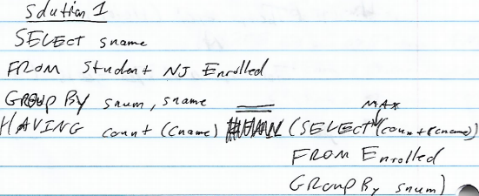 Solution 1
SELECT sname
FROM Student NJ Enrolled
GROUP BY snum, sname
HAVING count (Cname) = (SELECT MAX (count(cname))
FROM Enrolled
GROUP By snum)